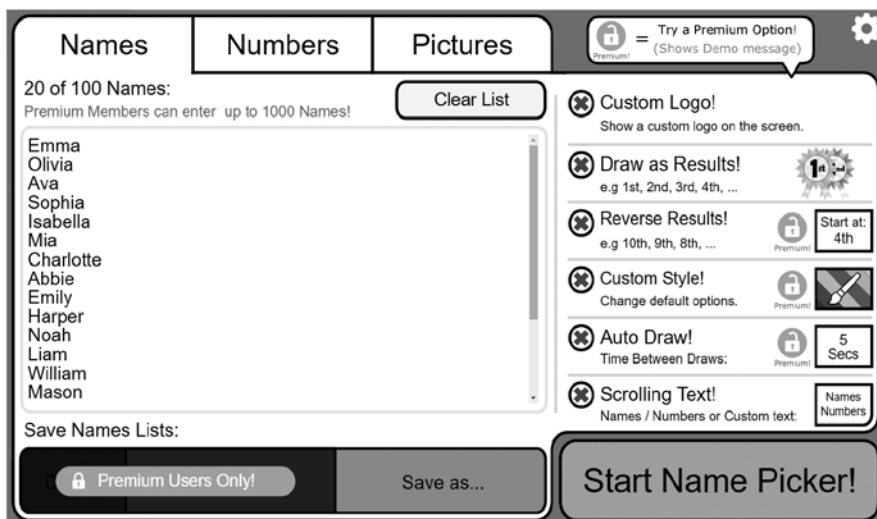 Names
Numbers
Pictures
Premium!
= Try a Premium Option!
(Shows Demo message)
20 of 100 Names:
Premium Members can enter up to 1000 Names!
Clear List
Emma
Olivia
Ava
Sophia
Isabella
Mia
Charlotte
Abbie
Emily
Harper
Noah
Liam
William
Mason
Save Names Lists:
Premium Users Only!
Save as...
Custom Logo!
Show a custom logo on the screen.
Draw as Results!
e.g 1st, 2nd, 3rd, 4th, ...
1st
Reverse Results!
e.g 10th, 9th, 8th, ...
Premium!
Start at:
4th
Custom Style!
Change default options.
Premium!
Auto Draw!
Time Between Draws:
Premium!
5
Secs
Scrolling Text!
Names / Numbers or Custom text:
Names
Numbers
Start Name Picker!